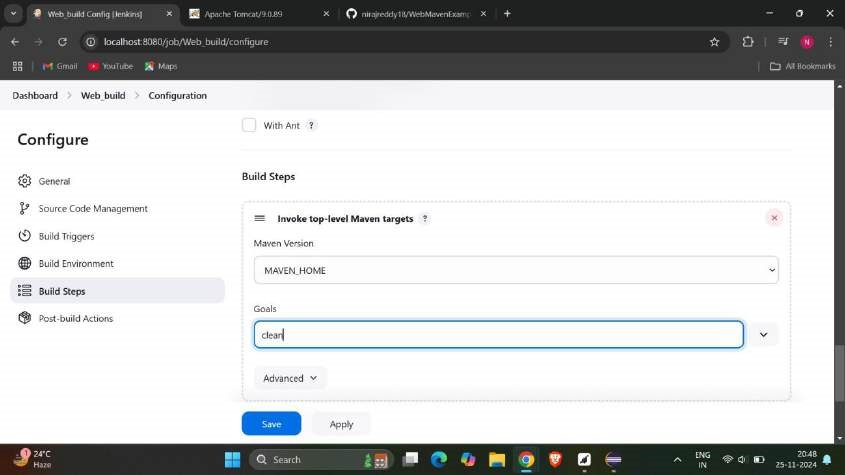 Web_build Config [Jenkins]
Apache Tomcat/9.0.89
nirajreddy18/WebMavenExamp
localhost:8080/job/Web_build/configure
N
Gmail
YouTube
Maps
All Bookmarks
Dashboard > Web_build > Configuration
Configure
General
Source Code Management
Build Triggers
Build Environment
Build Steps
Post-build Actions
With Ant ?
Build Steps
Invoke top-level Maven targets ?
Maven Version
MAVEN_HOME
Goals
clean
Advanced
Save
Apply
1
24°C
Haze
Search
ENG
IN
20:48
25-11-2024